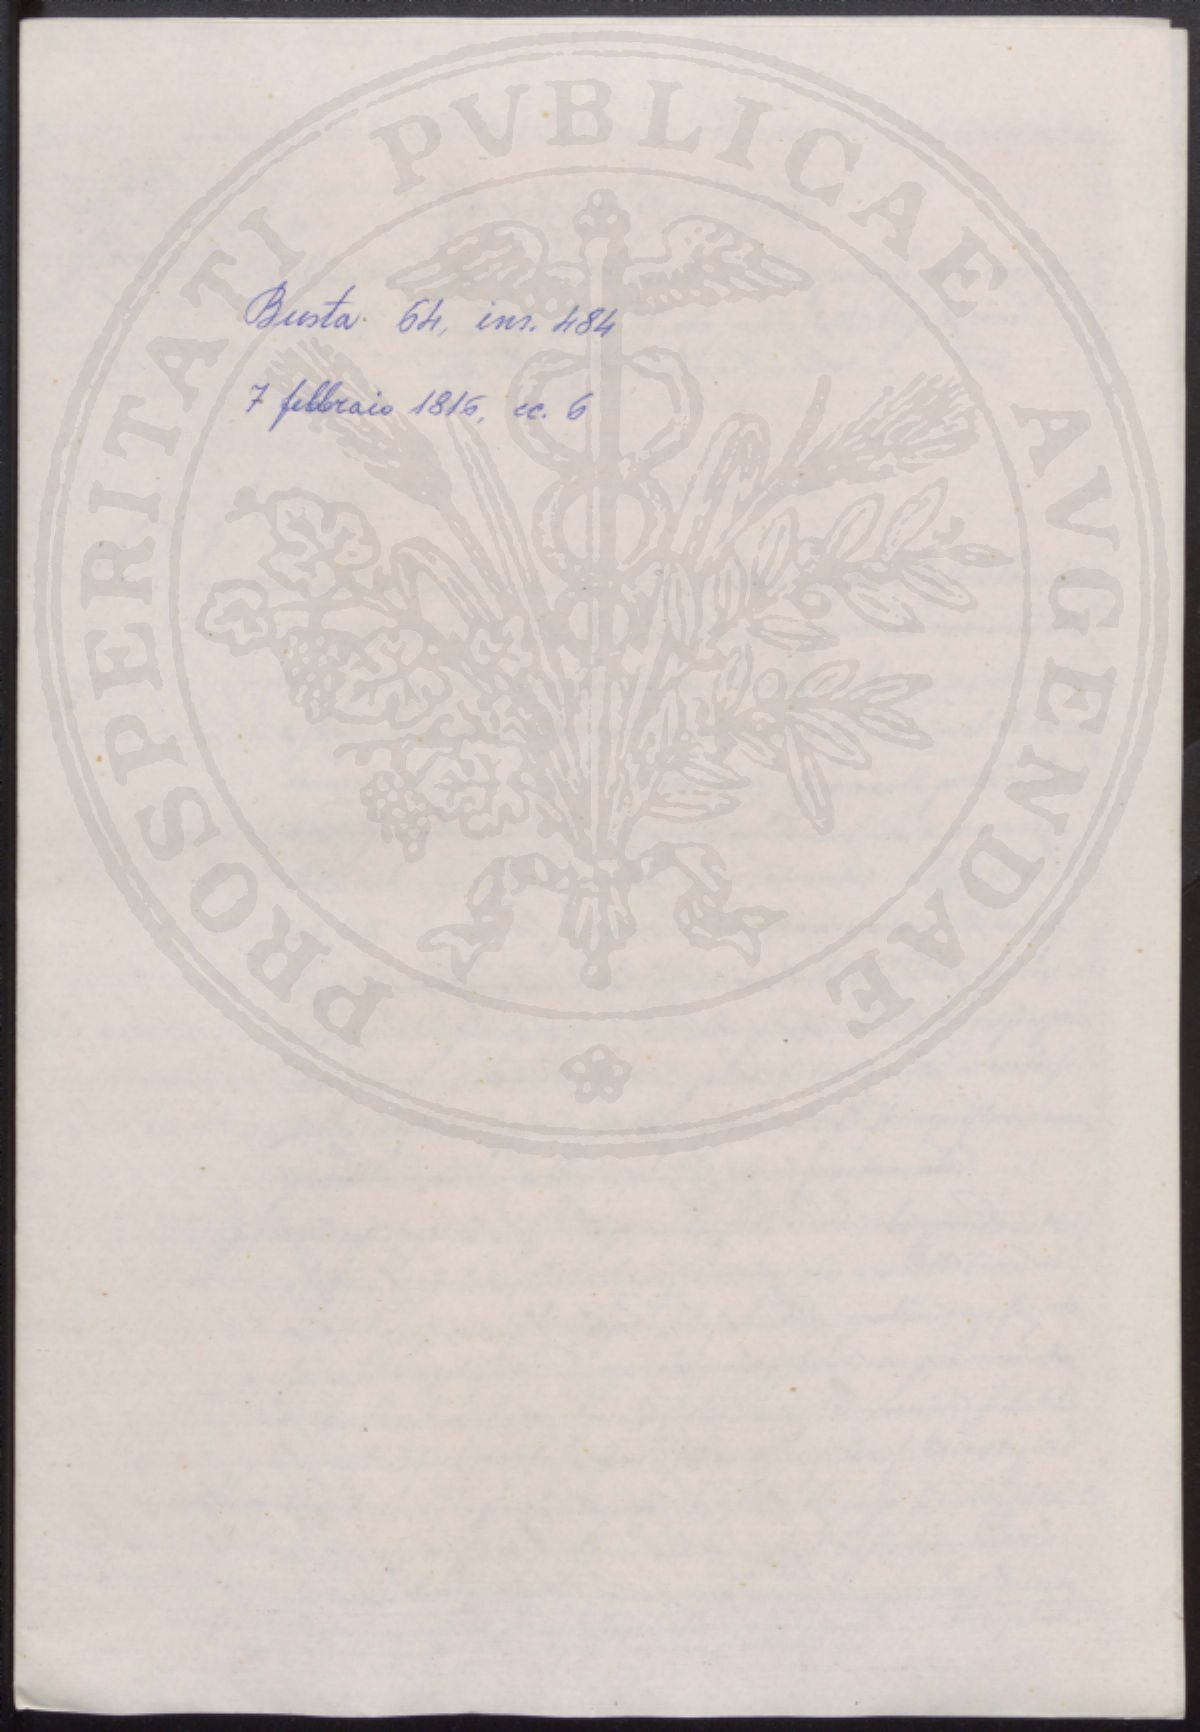 PROSPERITATI PVBLICAE AVGENDAE
Busta. 64, ins. 484
7 febbraio 1816, cc. 6